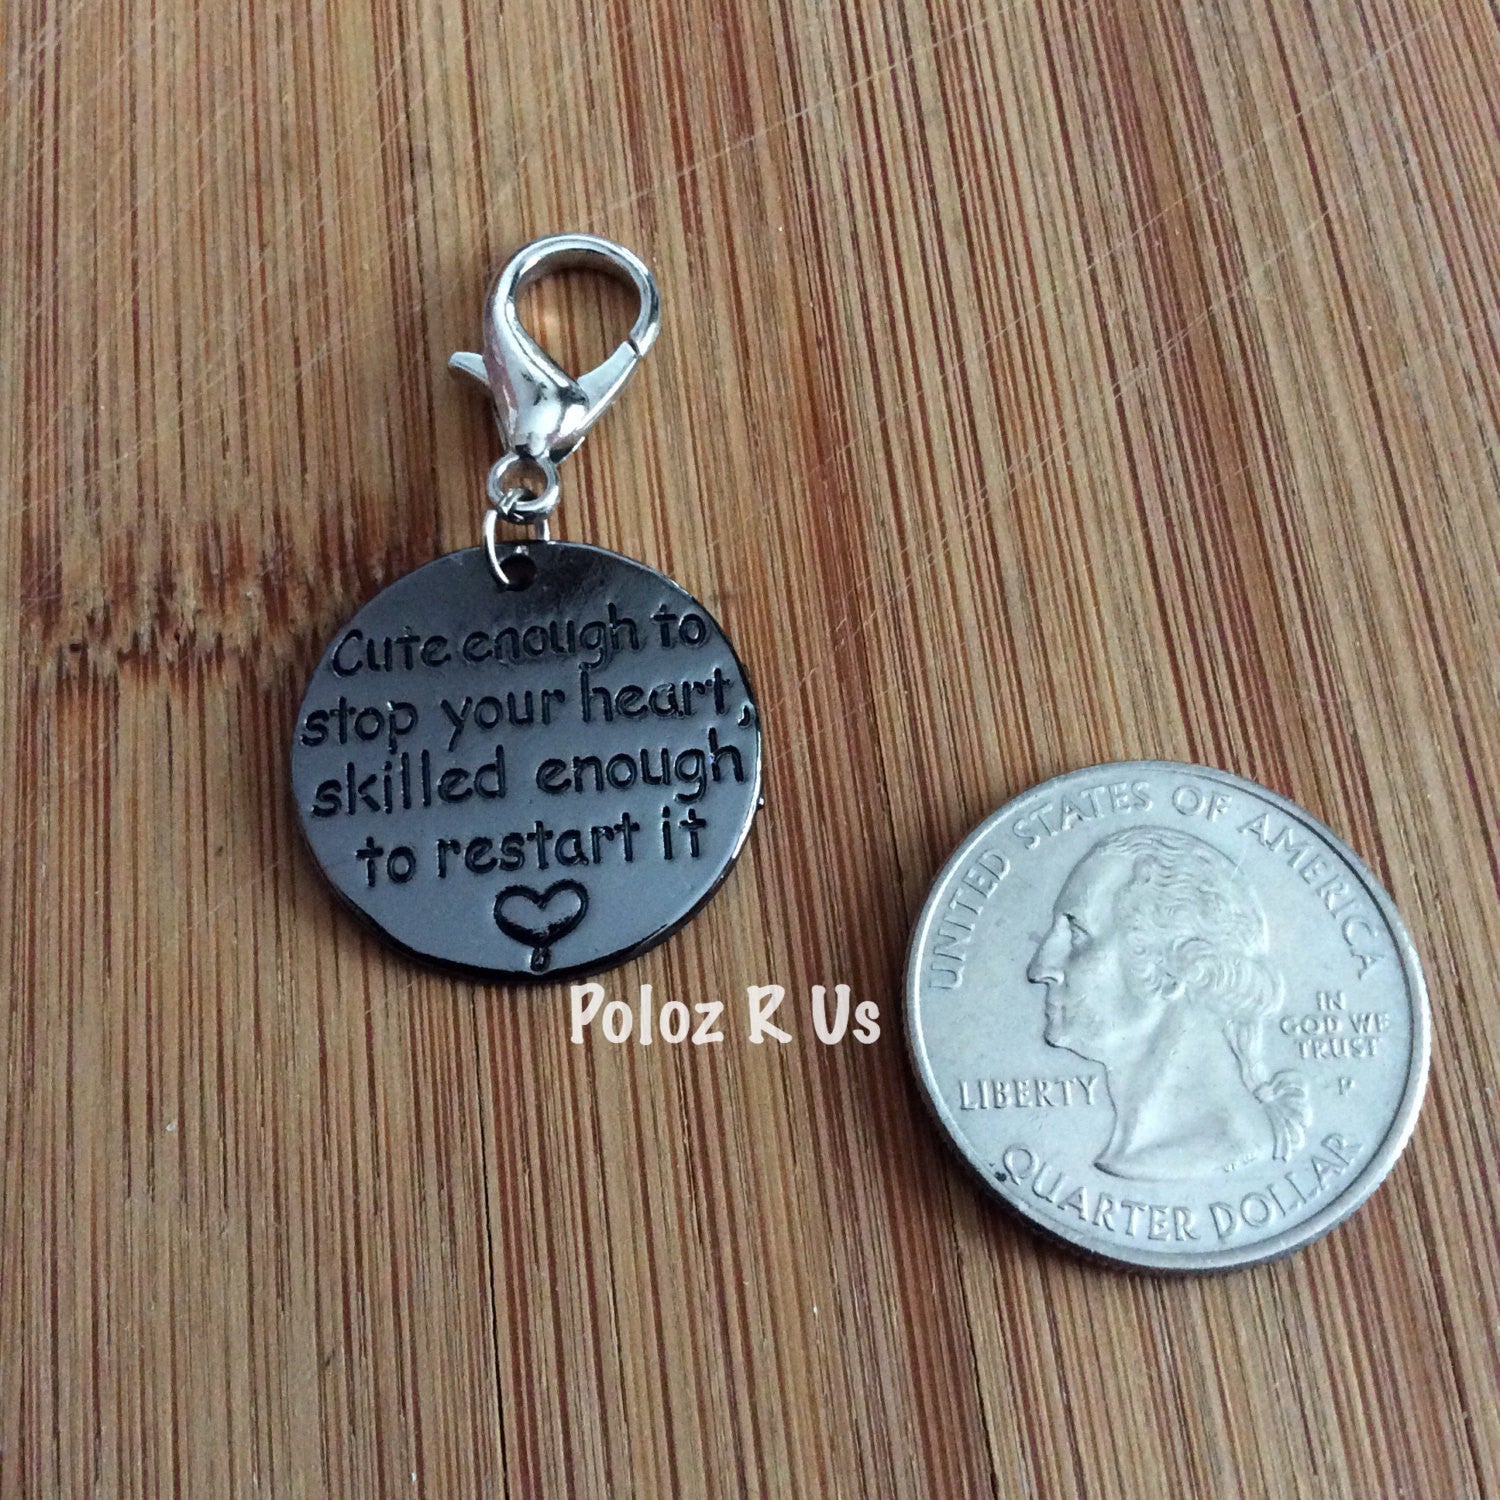 Cute enough to
stop your heart,
skilled enough
to restart it
Poloz R Us
UNITED STATES OF AMERICA
IN
GOD WE
TRUST
P
LIBERTY
QUARTER DOLLAR